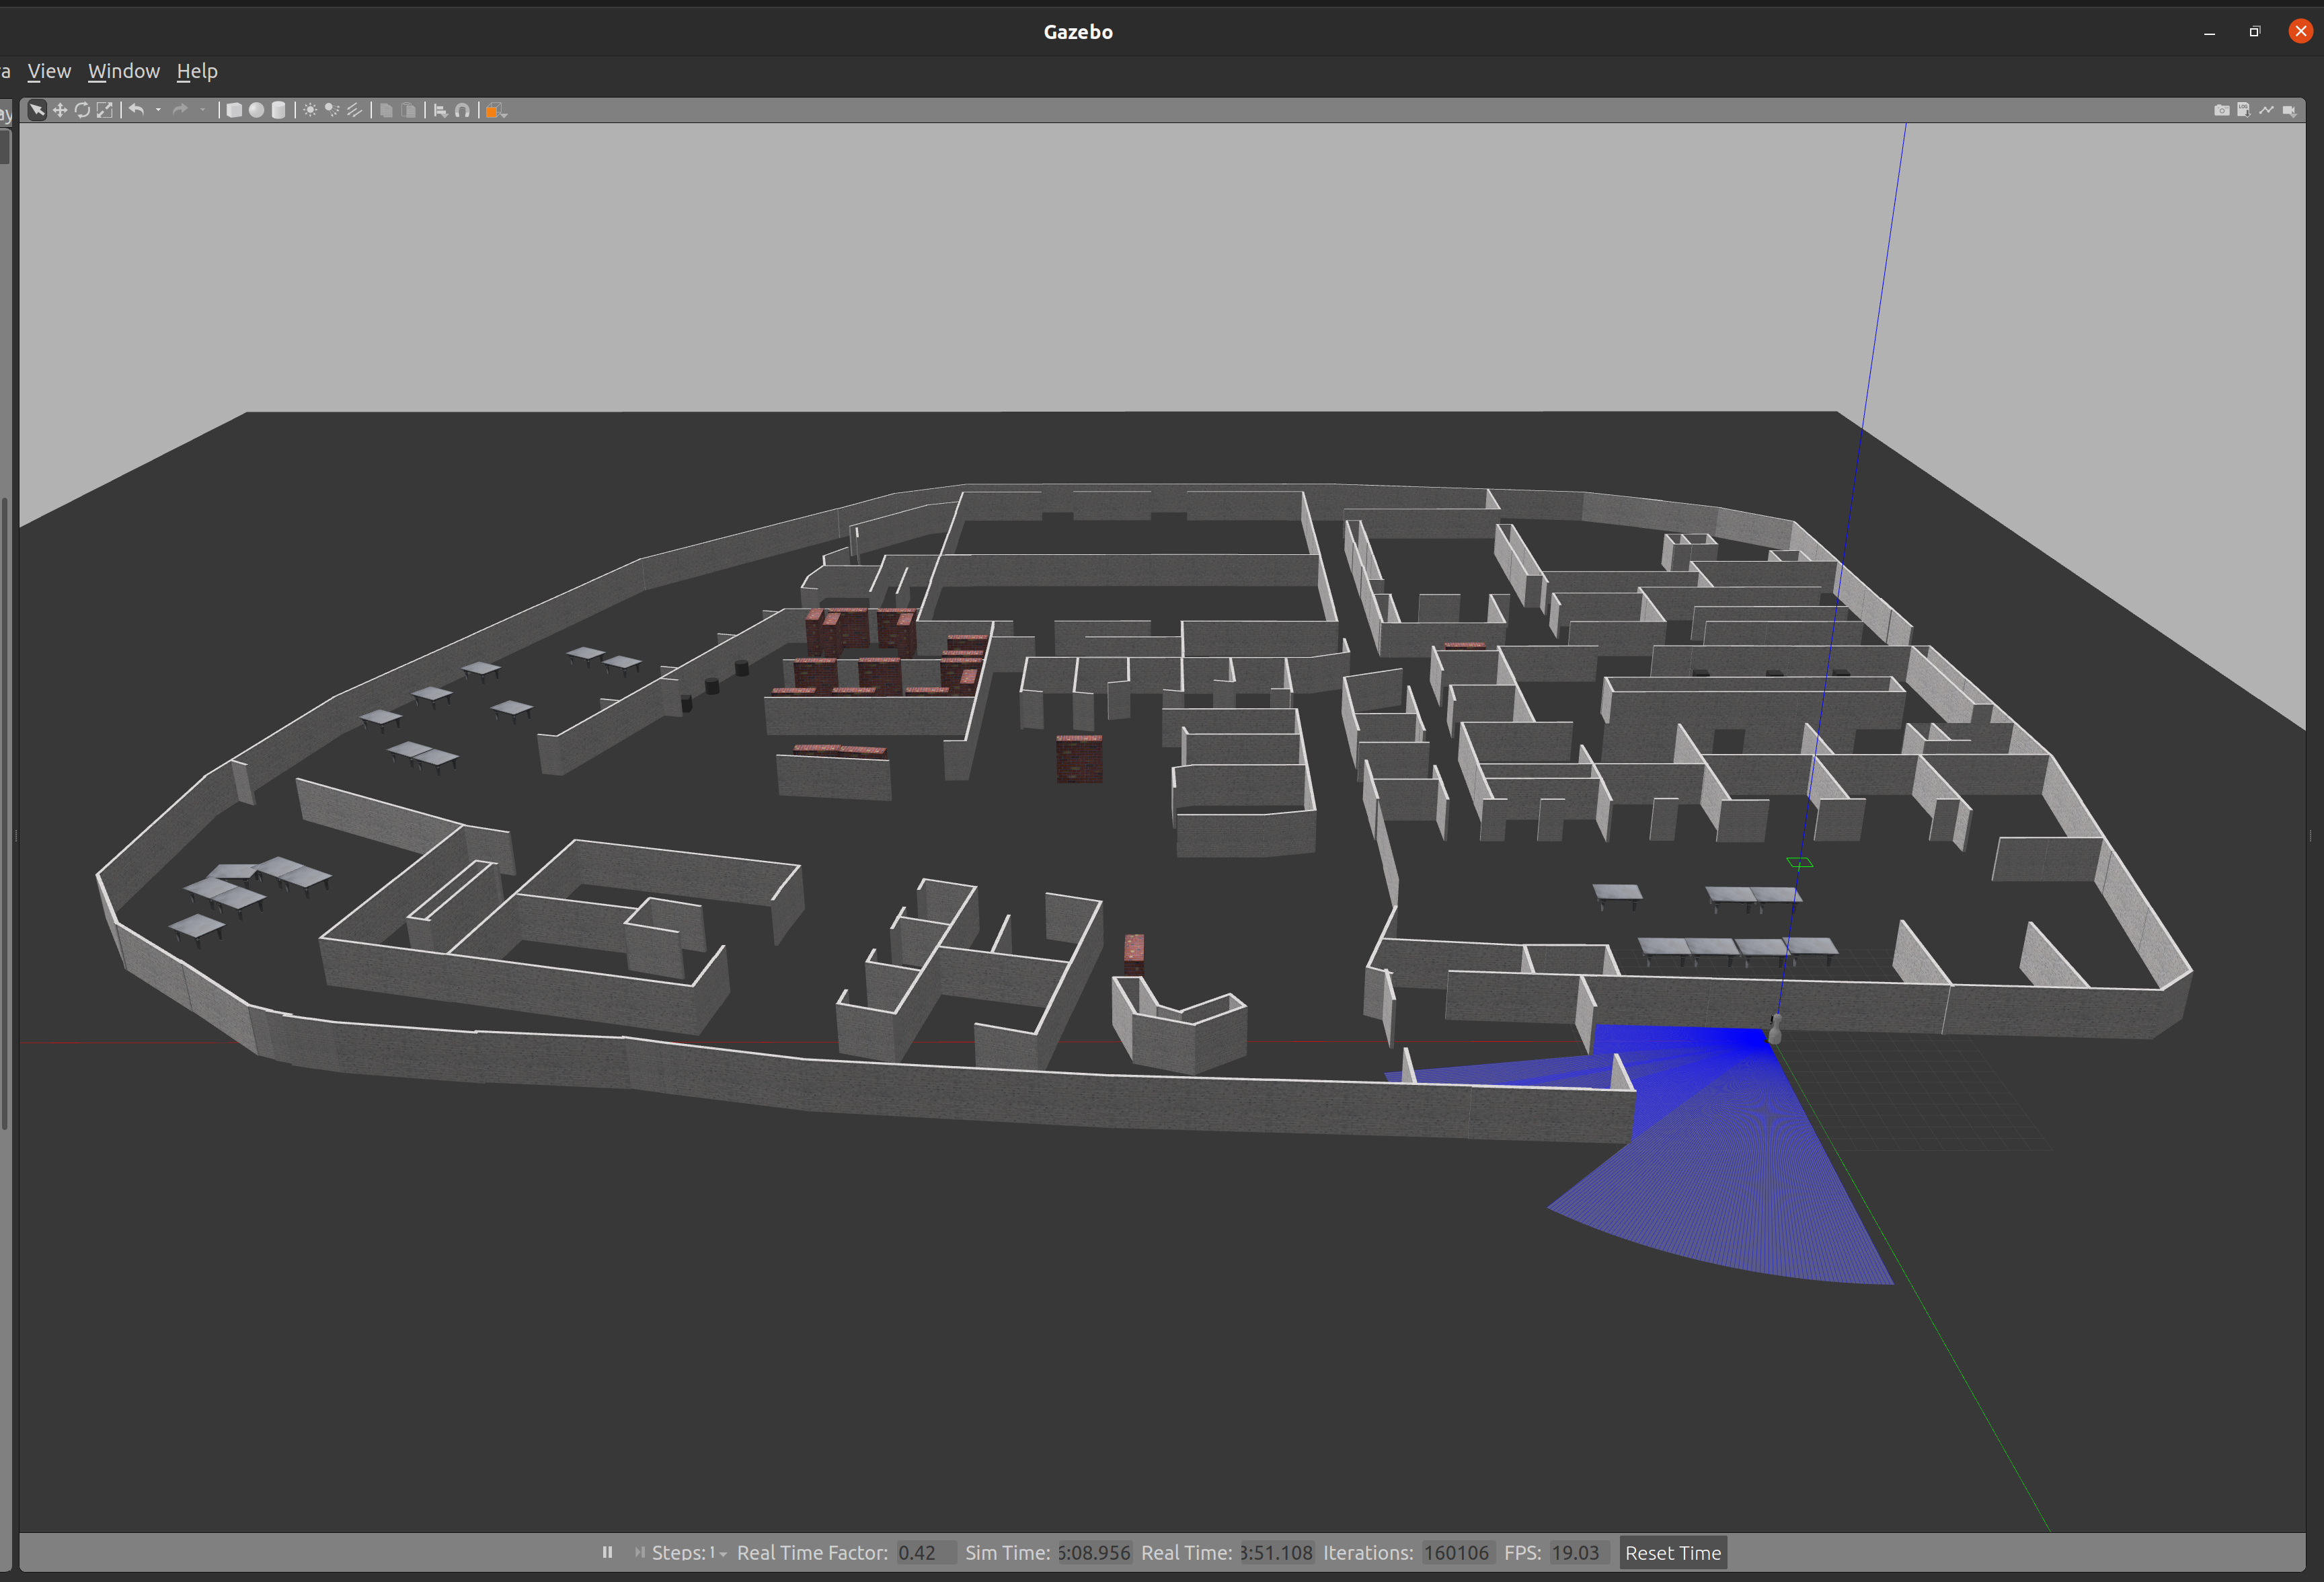 Gazebo
View Window Help
Steps: 1 Real Time Factor: 0.42 Sim Time: 6:08.956 Real Time: 3:51.108 Iterations: 160106 FPS: 19.03 Reset Time